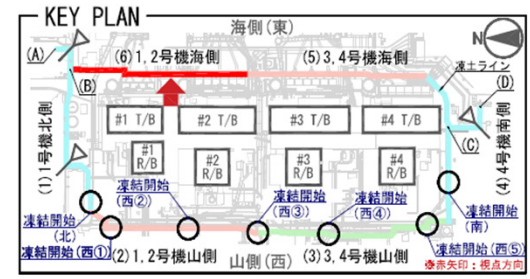 KEY PLAN
海側(東)
N
(A)
(6)1,2号機海側
(5)3,4号機海側
凍土ライン
(D)
(B)
#1 T/B
#2 T/B
#3 T/B
#4 T/B
(C)
(1)1号機北側
#1
R/B
#2
R/B
#3
R/B
#4
R/B
(4)4号機南側
凍結開始
(西②)
凍結開始
(西③)
凍結開始
(西④)
凍結開始
(北)
凍結開始
(南)
凍結開始(西①)
(2)1,2号機山側
(3)3,4号機山側
凍結開始(西⑤)
山側(西)
※赤矢印:視点方向